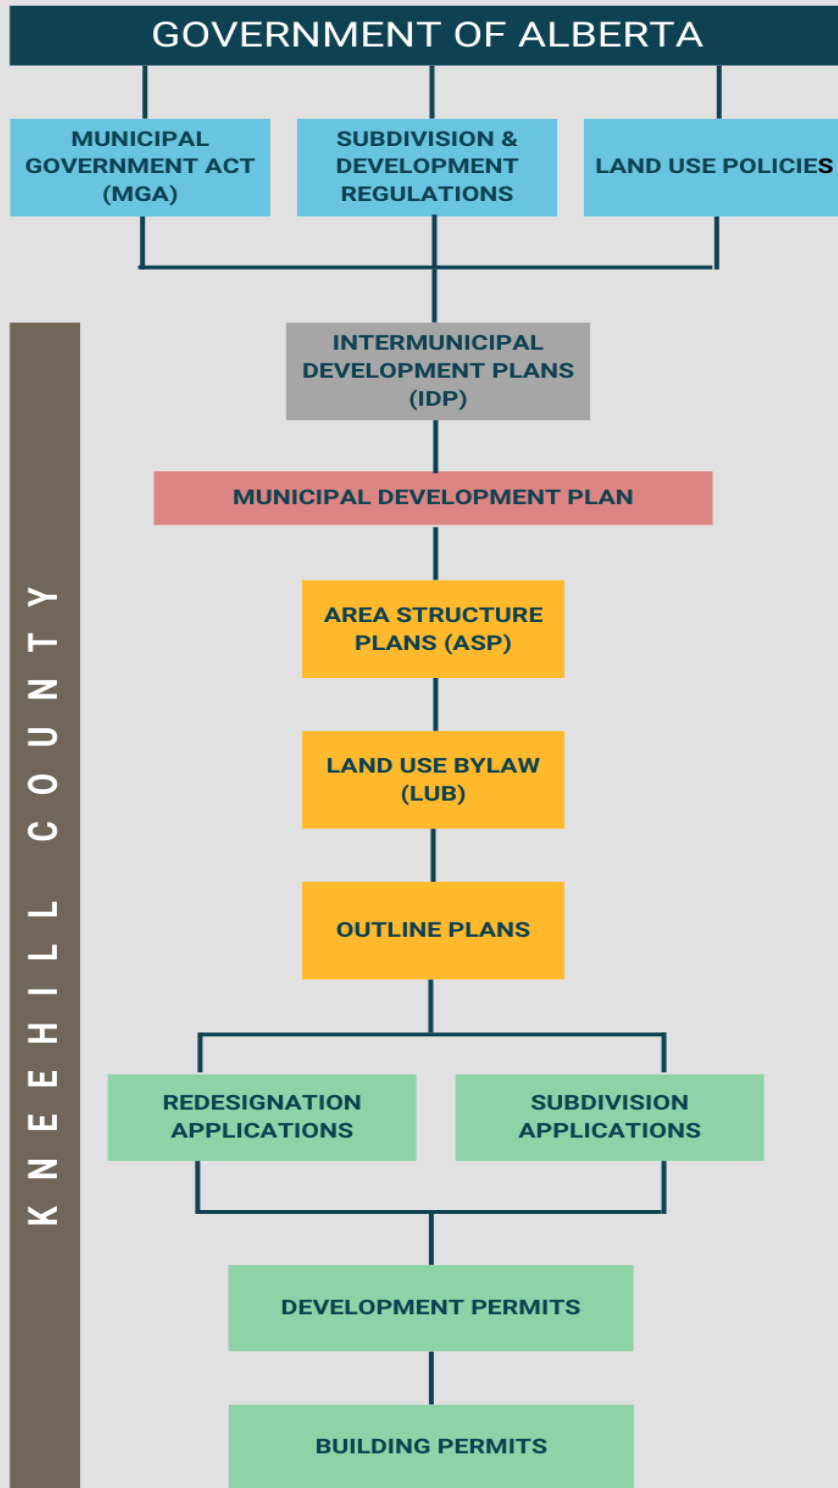 GOVERNMENT OF ALBERTA
MUNICIPAL
GOVERNMENT ACT
(MGA)
SUBDIVISION &
DEVELOPMENT
REGULATIONS
LAND USE POLICIES
KNEEHILL COUNTY
INTERMUNICIPAL
DEVELOPMENT PLANS
(IDP)
MUNICIPAL DEVELOPMENT PLAN
AREA STRUCTURE
PLANS (ASP)
LAND USE BYLAW
(LUB)
OUTLINE PLANS
REDESIGNATION
APPLICATIONS
SUBDIVISION
APPLICATIONS
DEVELOPMENT PERMITS
BUILDING PERMITS